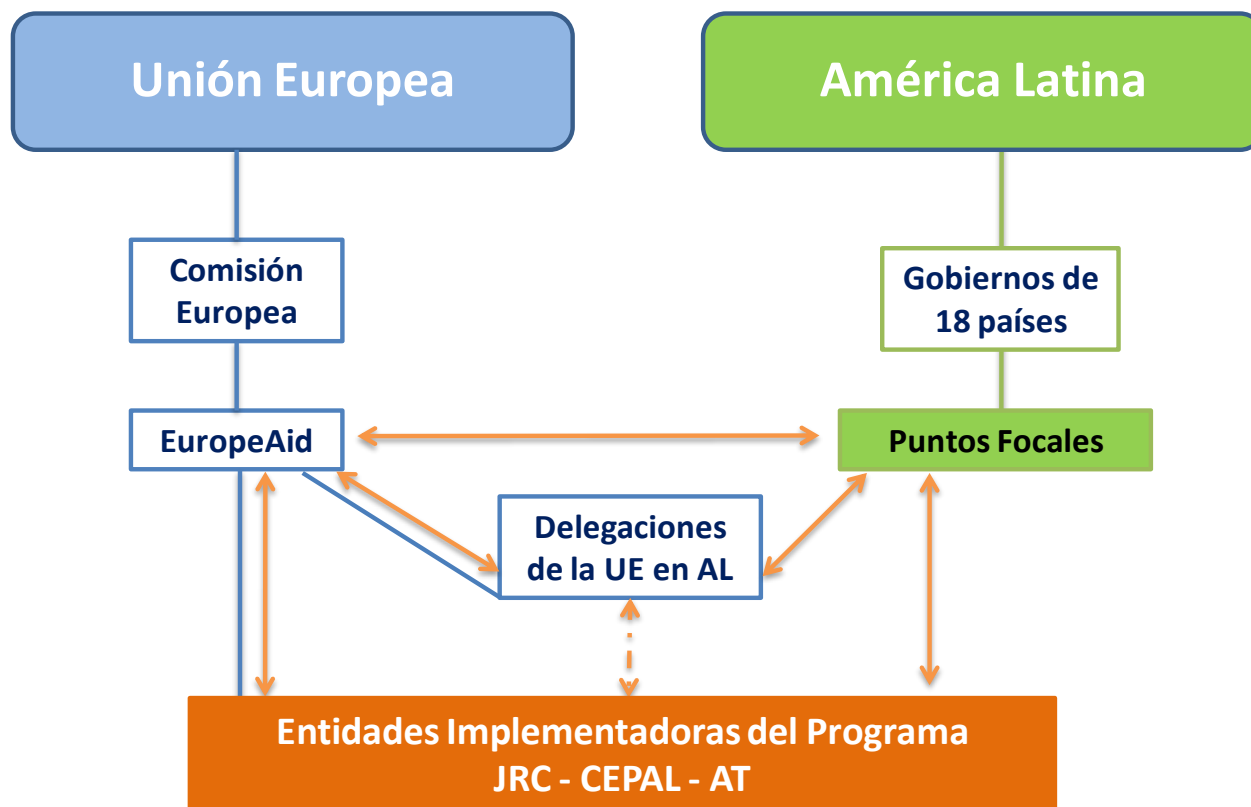 Unión Europea
América Latina
Comisión
Europea
Gobiernos de
18 países
EuropeAid
Puntos Focales
Delegaciones
de la UE en AL
Entidades Implementadoras del Programa
JRC - CEPAL - AT